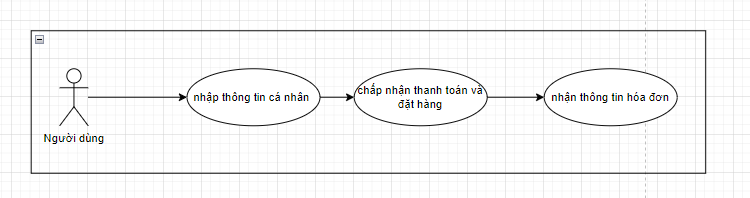 nhập thông tin cá nhân
chấp nhận thanh toán và
đặt hàng
nhận thông tin hóa đơn
Người dùng